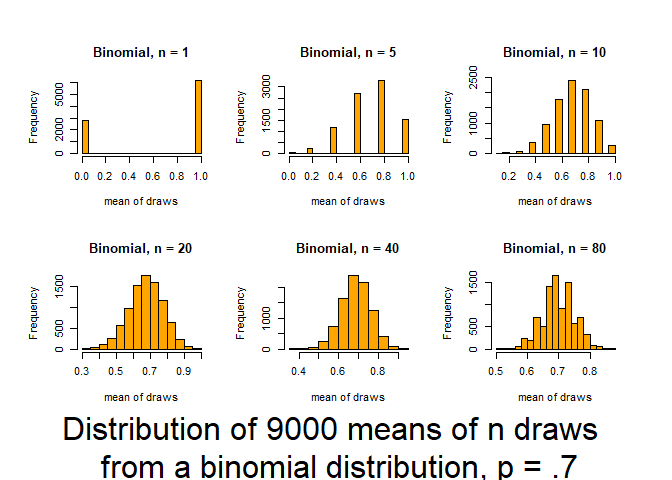 Binomial, n = 1
Frequency
0 2000 5000
0.0 0.2 0.4 0.6 0.8 1.0
mean of draws
Binomial, n = 5
Frequency
0 1500 3000
0.0 0.2 0.4 0.6 0.8 1.0
mean of draws
Binomial, n = 10
Frequency
0 1000 2500
0.2 0.4 0.6 0.8 1.0
mean of draws
Binomial, n = 20
Frequency
0 500 1500
0.3 0.5 0.7 0.9
mean of draws
Binomial, n = 40
Frequency
0 1000
0.4 0.6 0.8
mean of draws
Binomial, n = 80
Frequency
0 500 1500
0.5 0.6 0.7 0.8
mean of draws
Distribution of 9000 means of n draws
from a binomial distribution, p = .7